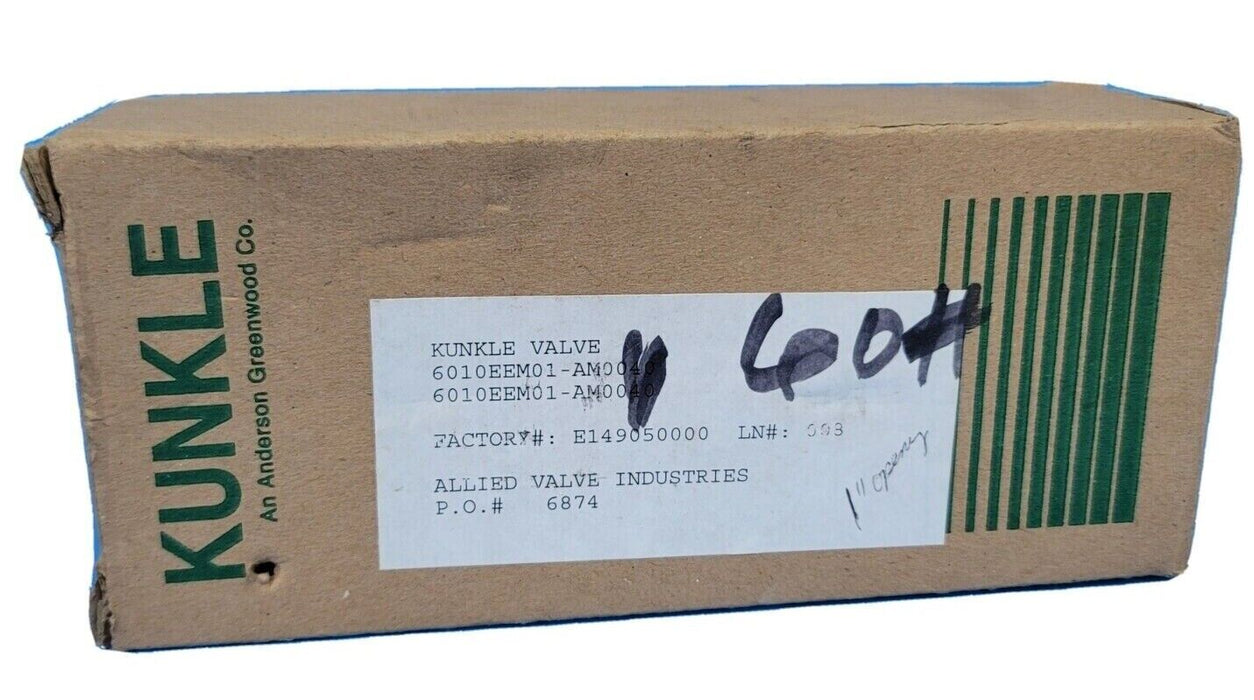 KUNKLE
An Anderson Greenwood Co.
KUNKLE VALVE
6010EEM01-AM0040
6010EEM01-AM0040
60#
FACTORY#: E149050000 LN#: 003
ALLIED VALVE INDUSTRIES
P.O.# 6874
1" opening